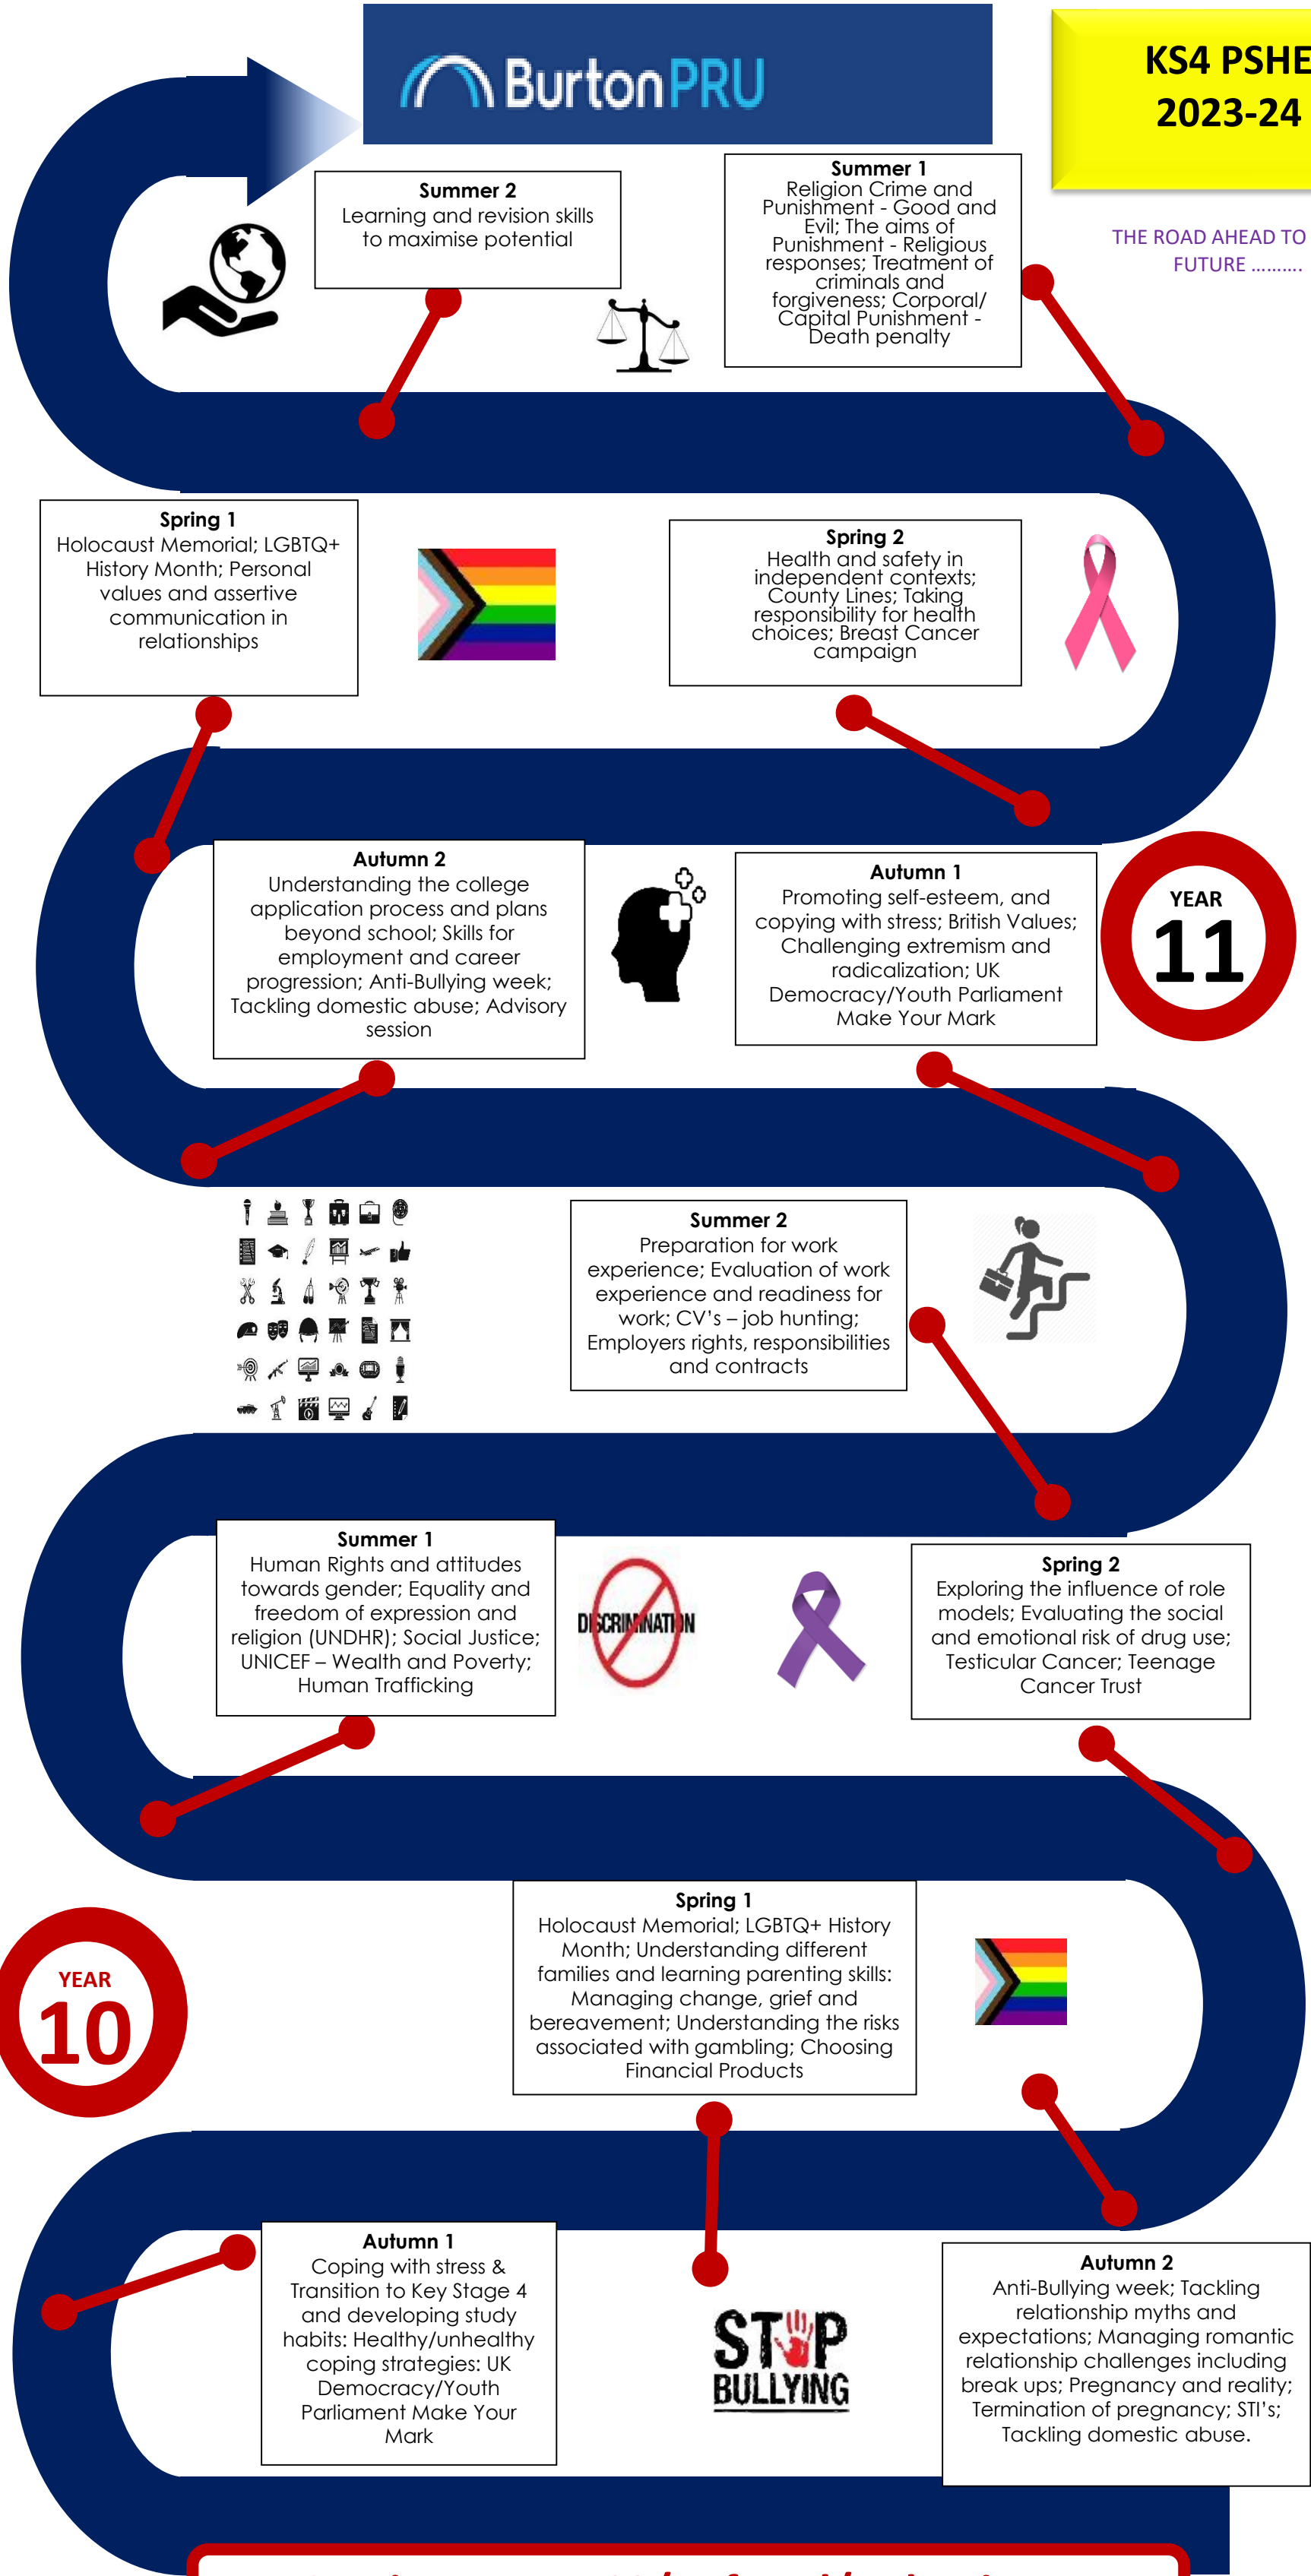 BurtonPRU
KS4 PSHE
2023-24
THE ROAD AHEAD TO
FUTURE ..........
Summer 2
Learning and revision skills
to maximise potential
Summer 1
Religion Crime and
Punishment - Good and
Evil; The aims of
Punishment - Religious
responses; Treatment of
criminals and
forgiveness; Corporal/
Capital Punishment -
Death penalty
Spring 1
Holocaust Memorial; LGBTQ+
History Month; Personal
values and assertive
communication in
relationships
Spring 2
Health and safety in
independent contexts;
County Lines; Taking
responsibility for health
choices; Breast Cancer
campaign
Autumn 2
Understanding the college
application process and plans
beyond school; Skills for
employment and career
progression; Anti-Bullying week;
Tackling domestic abuse; Advisory
session
Autumn 1
Promoting self-esteem, and
copying with stress; British Values;
Challenging extremism and
radicalization; UK
Democracy/Youth Parliament
Make Your Mark
YEAR
11
Summer 2
Preparation for work
experience; Evaluation of work
experience and readiness for
work; CV's – job hunting;
Employers rights, responsibilities
and contracts
Summer 1
Human Rights and attitudes
towards gender; Equality and
freedom of expression and
religion (UNDHR); Social Justice;
UNICEF – Wealth and Poverty;
Human Trafficking
DISCRIMINATION
Spring 2
Exploring the influence of role
models; Evaluating the social
and emotional risk of drug use;
Testicular Cancer; Teenage
Cancer Trust
YEAR
10
Spring 1
Holocaust Memorial; LGBTQ+ History
Month; Understanding different
families and learning parenting skills:
Managing change, grief and
bereavement; Understanding the risks
associated with gambling; Choosing
Financial Products
Autumn 1
Coping with stress &
Transition to Key Stage 4
and developing study
habits: Healthy/unhealthy
coping strategies: UK
Democracy/Youth
Parliament Make Your
Mark
STOP
BULLYING
Autumn 2
Anti-Bullying week; Tackling
relationship myths and
expectations; Managing romantic
relationship challenges including
break ups; Pregnancy and reality;
Termination of pregnancy; STI's;
Tackling domestic abuse.